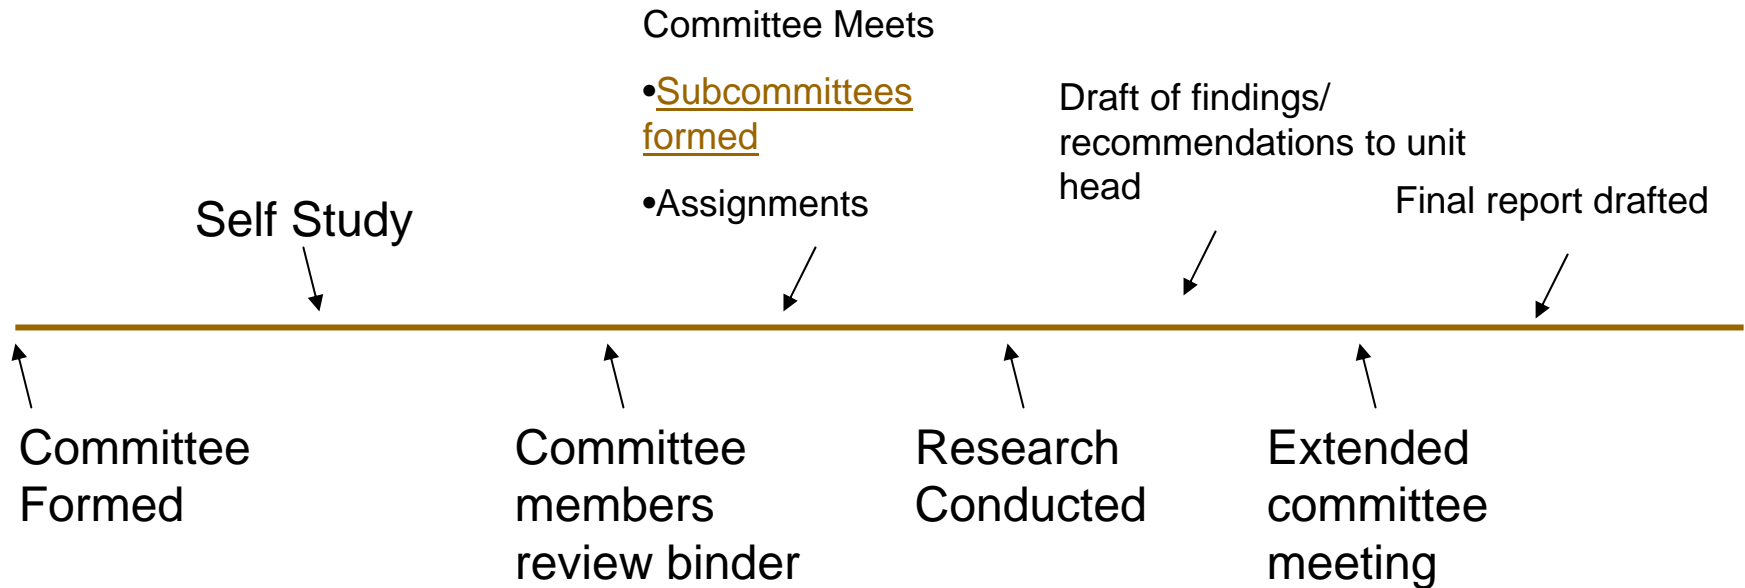 Committee Meets
•Subcommittees
formed
•Assignments
Draft of findings/
recommendations to unit
head
Final report drafted
Self Study
Committee
Formed
Committee
members
review binder
Research
Conducted
Extended
committee
meeting